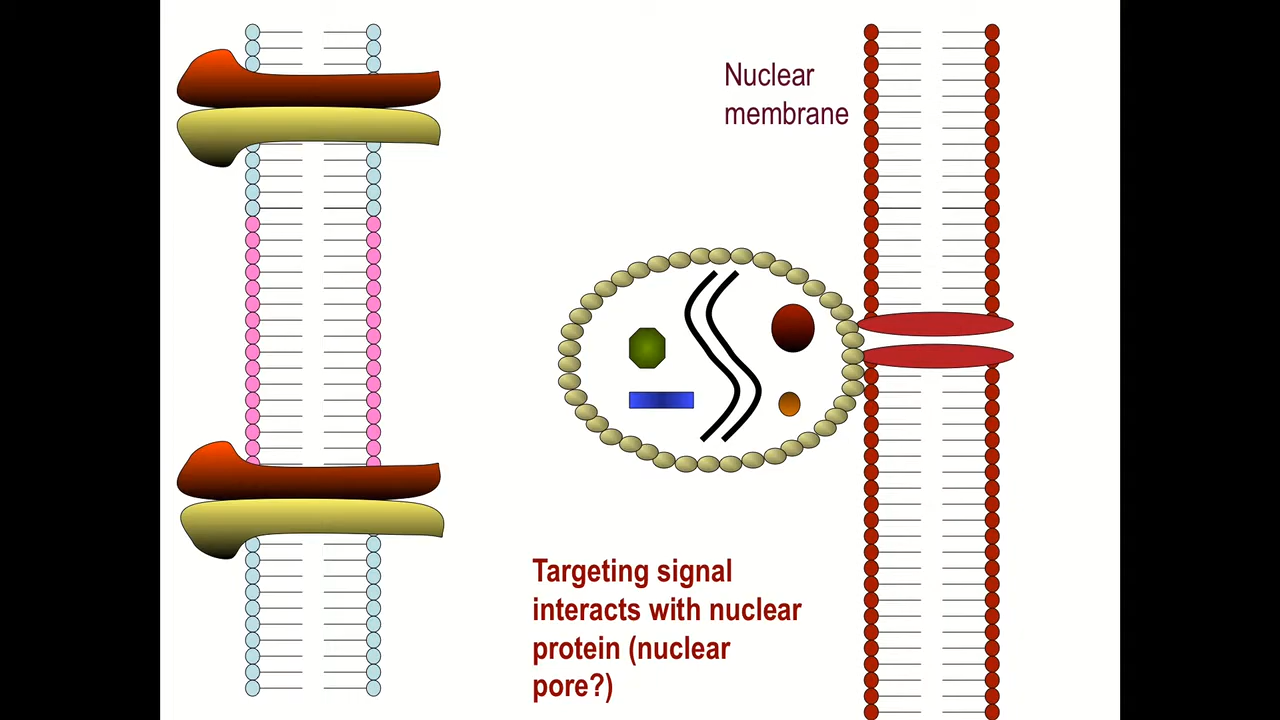 Nuclear
membrane
Targeting signal
interacts with nuclear
protein (nuclear
pore?)